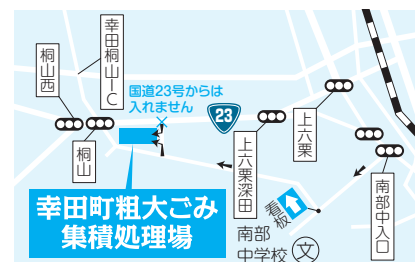 桐山西
幸田桐山IC
国道23号からは
入れません
23
上六栗
桐山
上六栗深田
南部中入口
看板
幸田町粗大ごみ
集積処理場
南部
中学校
文